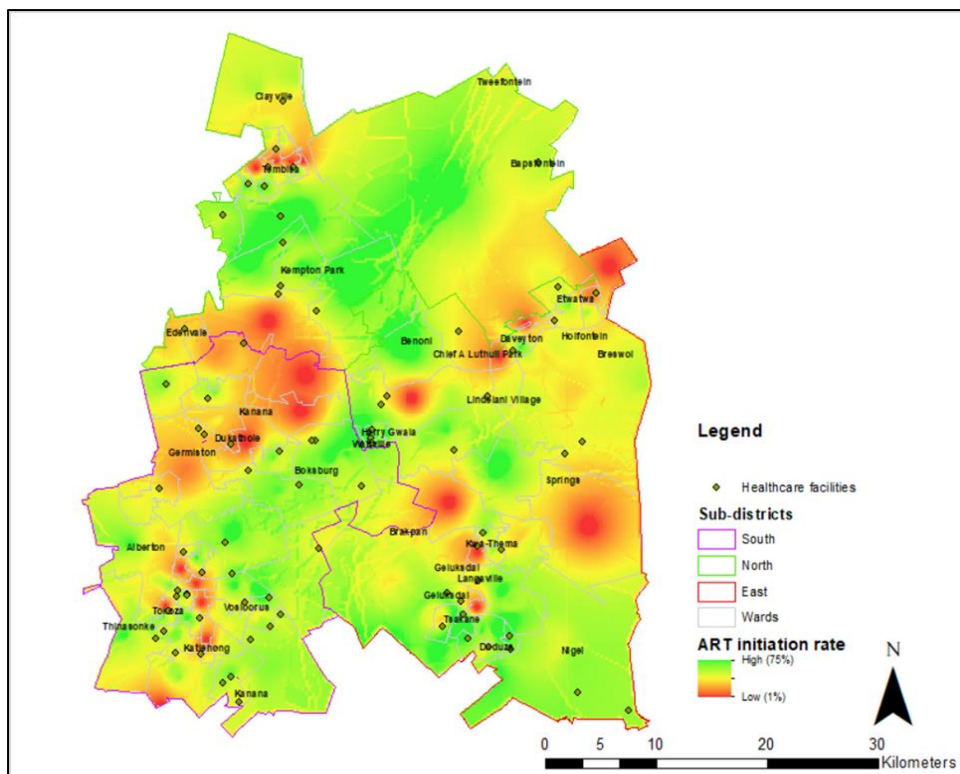 Tweefontein
Clayville
Bapsfontein
Tembisa
Kempton Park
Etwatwa
Edenvale
Daveyton
Holfontein
Benoni
Chief A Luthuli Park
Breswol
Lindelani Village
Kanana
Harry Gwala
Dukathole
Wattville
Germiston
Boksburg
Springs
Brakpan
Kwa-Thema
Alberton
Geluksdal
Langaville
Geluksdal
Tokoza
Vosloorus
Tsakane
Thinasonke
Duduza
Nigel
Katlehong
Kanana
Legend
Healthcare facilities
Sub-districts
South
North
East
Wards
ART initiation rate
High (75%)
Low (1%)
N
0 5 10 20 30
Kilometers